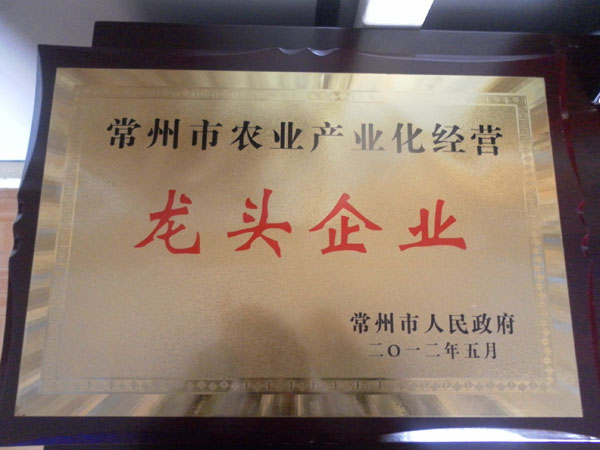 常州市农业产业化经营
龙头企业
常州市人民政府
二〇一二年五月